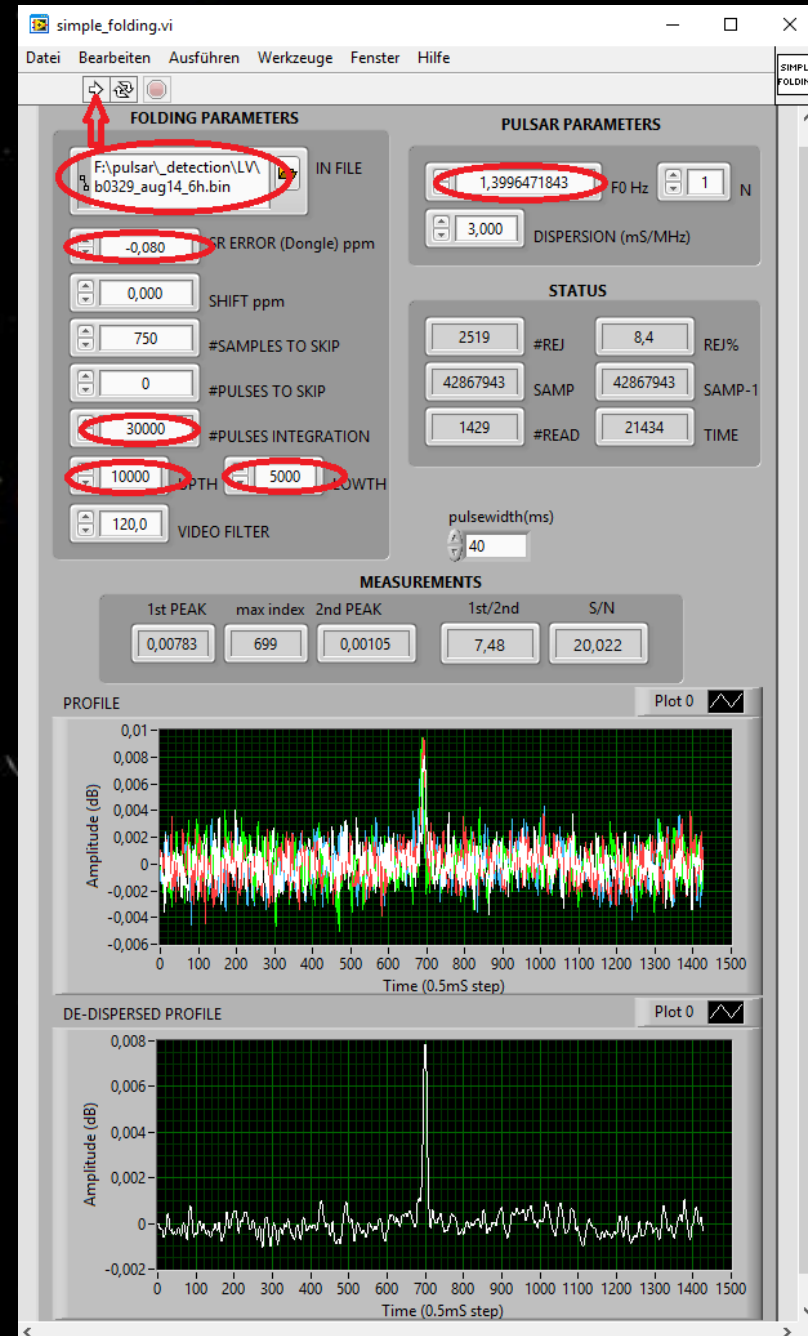 simple_folding.vi
Datei Bearbeiten Ausführen Werkzeuge Fenster Hilfe
SIMPL
FOLDIN
FOLDING PARAMETERS
F:\pulsar\_detection\LV\
b0329_aug14_6h.bin
IN FILE
-0,080 SR ERROR (Dongle) ppm
0,000 SHIFT ppm
750 #SAMPLES TO SKIP
0 #PULSES TO SKIP
30000 #PULSES INTEGRATION
10000 UPTH 5000 LOWTH
120,0 VIDEO FILTER
PULSAR PARAMETERS
1,3996471843 F0 Hz 1 N
3,000 DISPERSION (mS/MHz)
STATUS
2519 #REJ 8,4 REJ%
42867943 SAMP 42867943 SAMP-1
1429 #READ 21434 TIME
pulsewidth(ms)
40
MEASUREMENTS
1st PEAK max index 2nd PEAK 1st/2nd S/N
0,00783 699 0,00105 7,48 20,022
PROFILE Plot 0
0,01
0,008
0,006
0,004
0,002
0
-0,002
-0,004
-0,006
Amplitude (dB)
0 100 200 300 400 500 600 700 800 900 1000 1100 1200 1300 1400 1500
Time (0.5mS step)
DE-DISPERSED PROFILE Plot 0
0,008
0,006
0,004
0,002
0
-0,002
Amplitude (dB)
0 100 200 300 400 500 600 700 800 900 1000 1100 1200 1300 1400 1500
Time (0.5mS step)